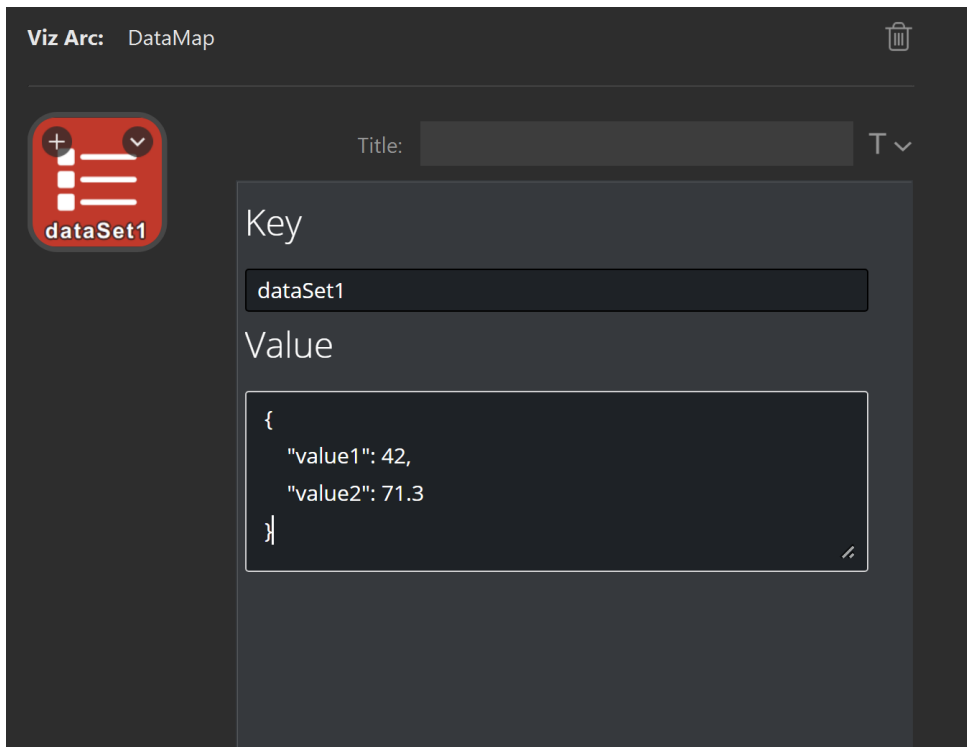 Viz Arc: DataMap
Title:
T
dataSet1
Key
dataSet1
Value
{
"value1": 42,
"value2": 71.3
}